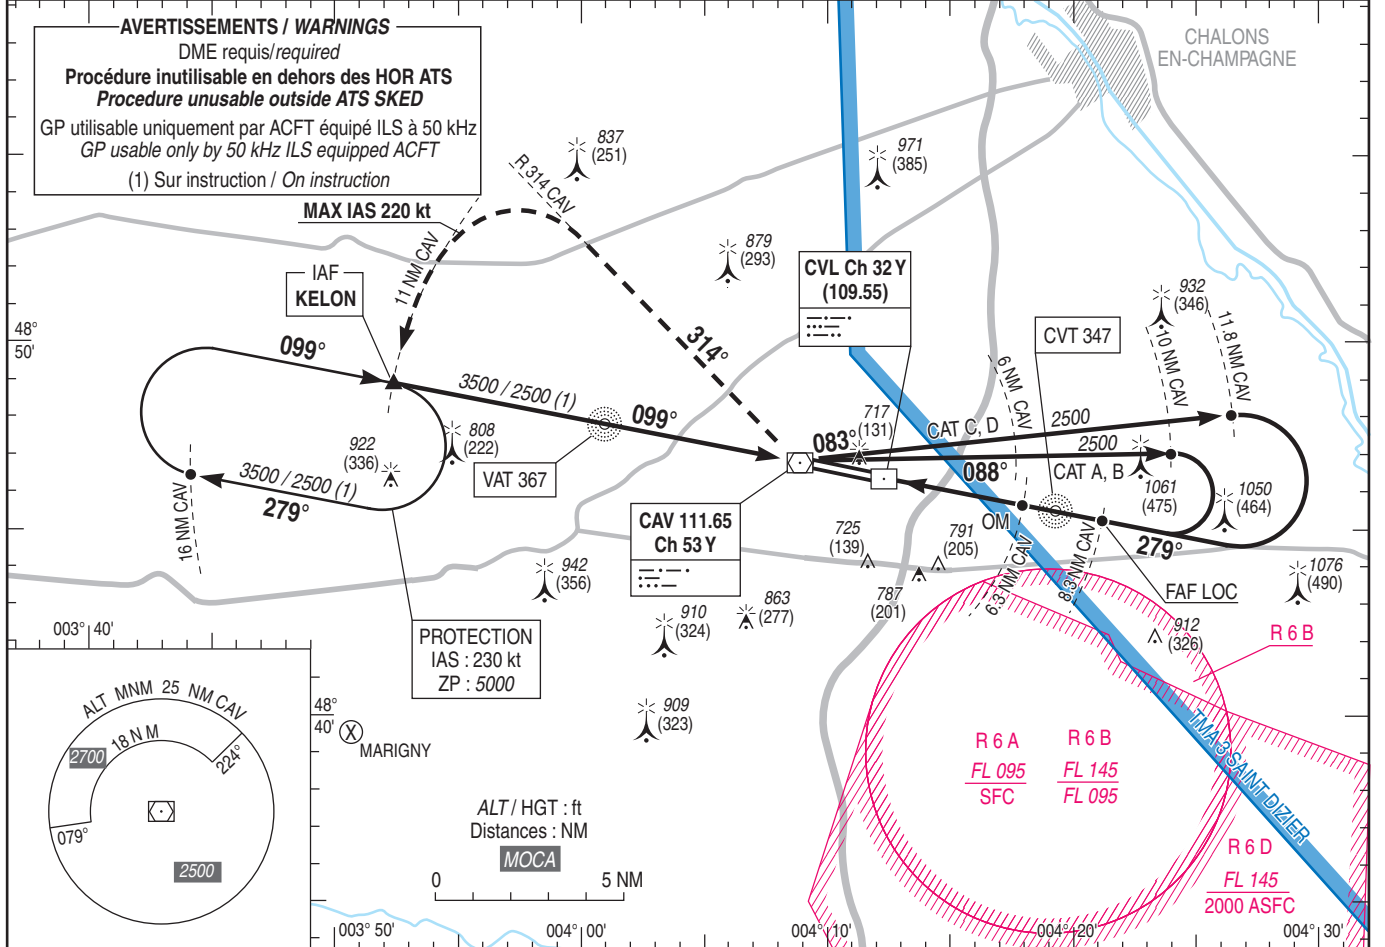 AVERTISSEMENTS / WARNINGS
DME requis/required
Procédure inutilisable en dehors des HOR ATS
Procedure unusable outside ATS SKED
GP utilisable uniquement par ACFT équipé ILS à 50 kHz
GP usable only by 50 kHz ILS equipped ACFT
(1) Sur instruction / On instruction
CHALONS
EN-CHAMPAGNE
837
(251)
971
(385)
R 314 CAV
MAX IAS 220 kt
11 NM CAV
879
(293)
IAF
KELON
CVL Ch 32 Y
(109.55)
932
(346)
11.8 NM CAV
10 NM CAV
CVT 347
6 NM CAV
48°
50'
099°
314°
3500 / 2500 (1)
099°
717
(131)
083°
CAT C, D
2500
2500
088°
CAT A, B
808
(222)
922
(336)
VAT 367
3500 / 2500 (1)
279°
16 NM CAV
1061
(475)
1050
(464)
CAV 111.65
Ch 53 Y
725
(139)
791
(205)
OM
279°
942
(356)
787
(201)
6.3 NM CAV
8.3 NM CAV
FAF LOC
1076
(490)
003° 40'
910
(324)
863
(277)
912
(326)
R 6 B
PROTECTION
IAS : 230 kt
ZP : 5000
ALT MNM 25 NM CAV
18 N M
2700
224°
079°
2500
48°
40'
MARIGNY
909
(323)
R 6 A
FL 095
SFC
R 6 B
FL 145
FL 095
TMA 3 SAINT DIZIER
ALT / HGT : ft
Distances : NM
MOCA
0
5 NM
R 6 D
FL 145
2000 ASFC
003° 50'
004° 00'
004° 10'
004° 20'